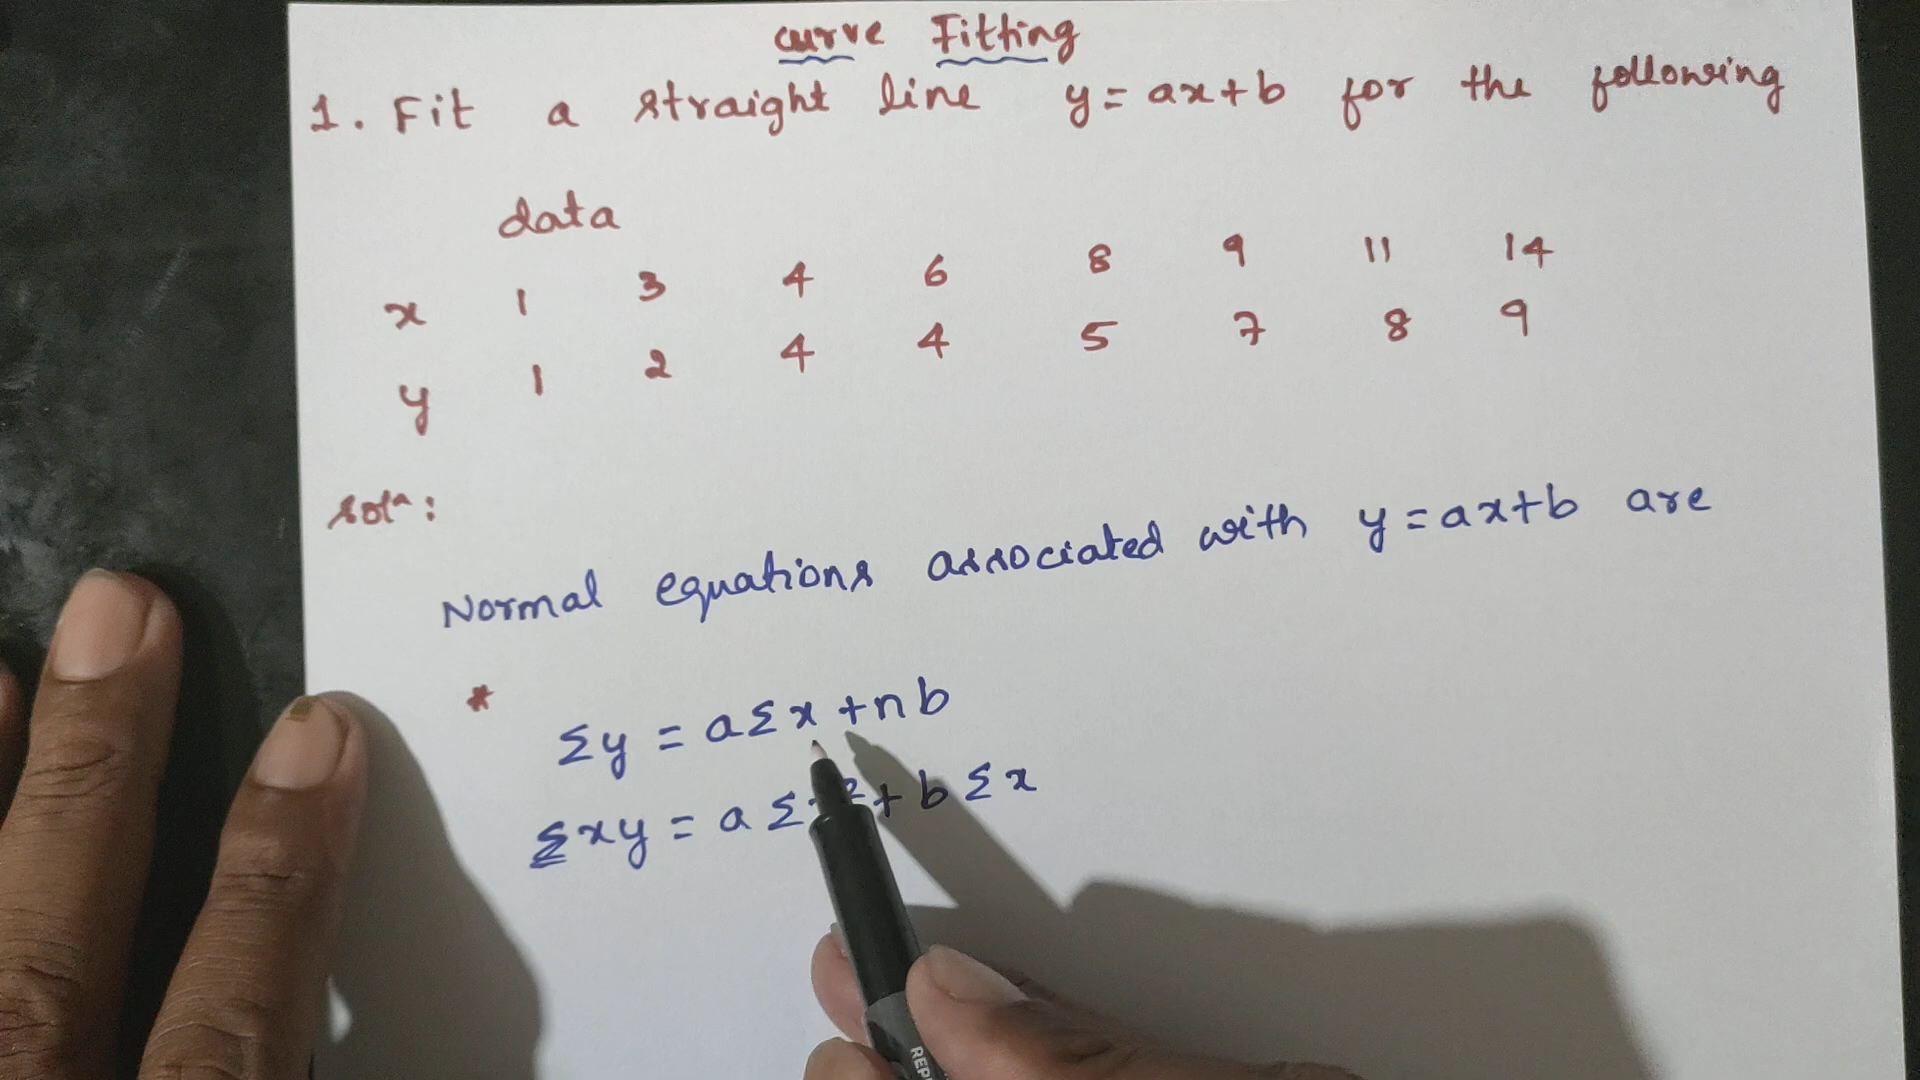 Curve Fitting
1. Fit a straight line y = ax+b for the following
data
x 1 3 4 6 8 9 11 14
y 1 2 4 4 5 7 8 9
solⁿ:
Normal equations associated with y = ax+b are
* Σy = aΣx + nb
Σxy = aΣx² + bΣx